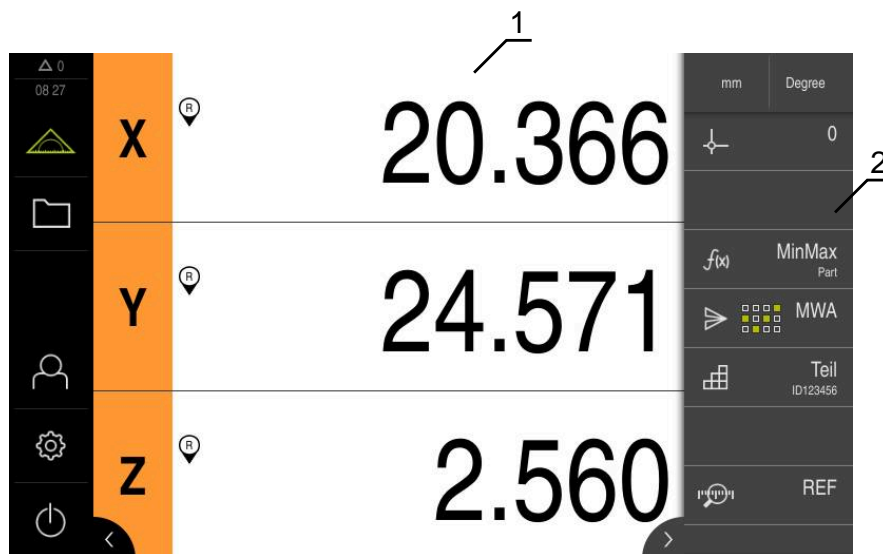 1
0
08 27
mm Degree
X R 20.366
0
2
Y R 24.571
f(x) MinMax
Part
MWA
Teil
ID123456
Z R 2.560
REF